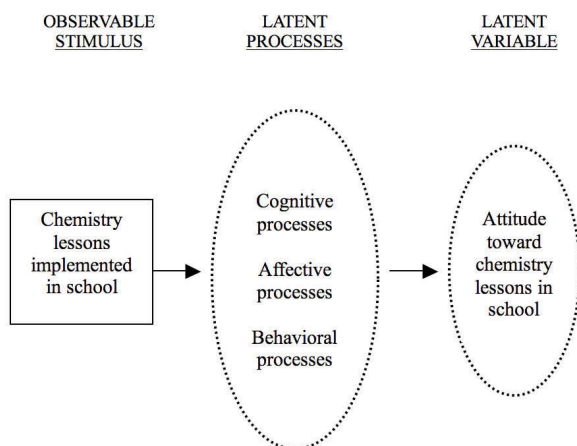 OBSERVABLE
STIMULUS
LATENT
PROCESSES
LATENT
VARIABLE
Chemistry
lessons
implemented
in school
Cognitive
processes
Affective
processes
Behavioral
processes
Attitude
toward
chemistry
lessons in
school